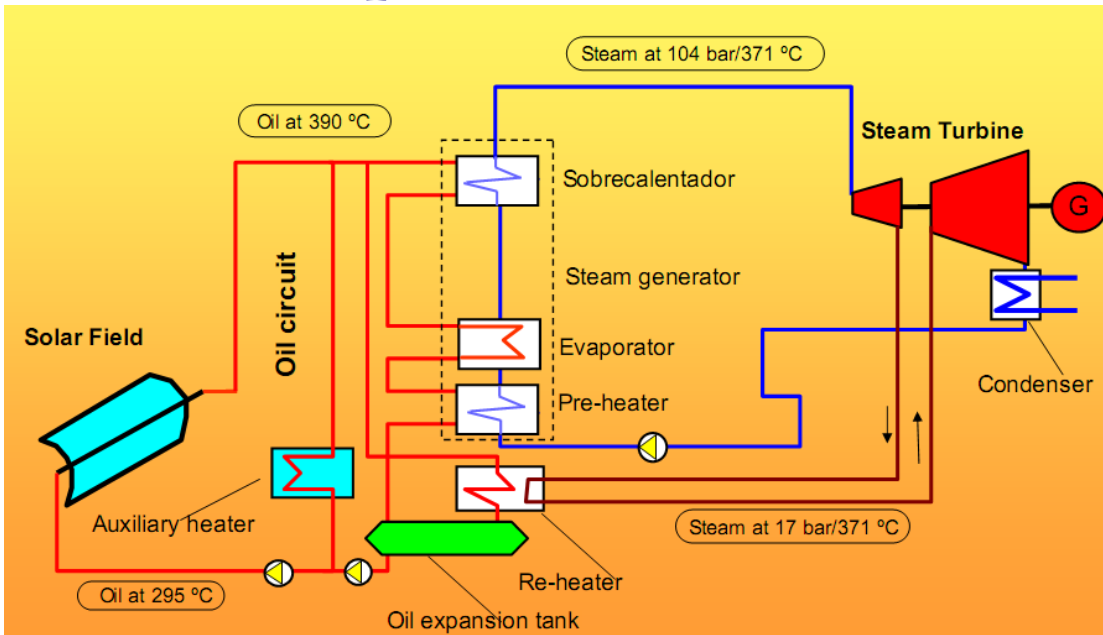 Steam at 104 bar/371 ºC
Oil at 390 ºC
Steam Turbine
Sobrecalentador
G
Oil circuit
Steam generator
Solar Field
Evaporator
Condenser
Pre-heater
Auxiliary heater
Steam at 17 bar/371 ºC
Re-heater
Oil at 295 ºC
Oil expansion tank